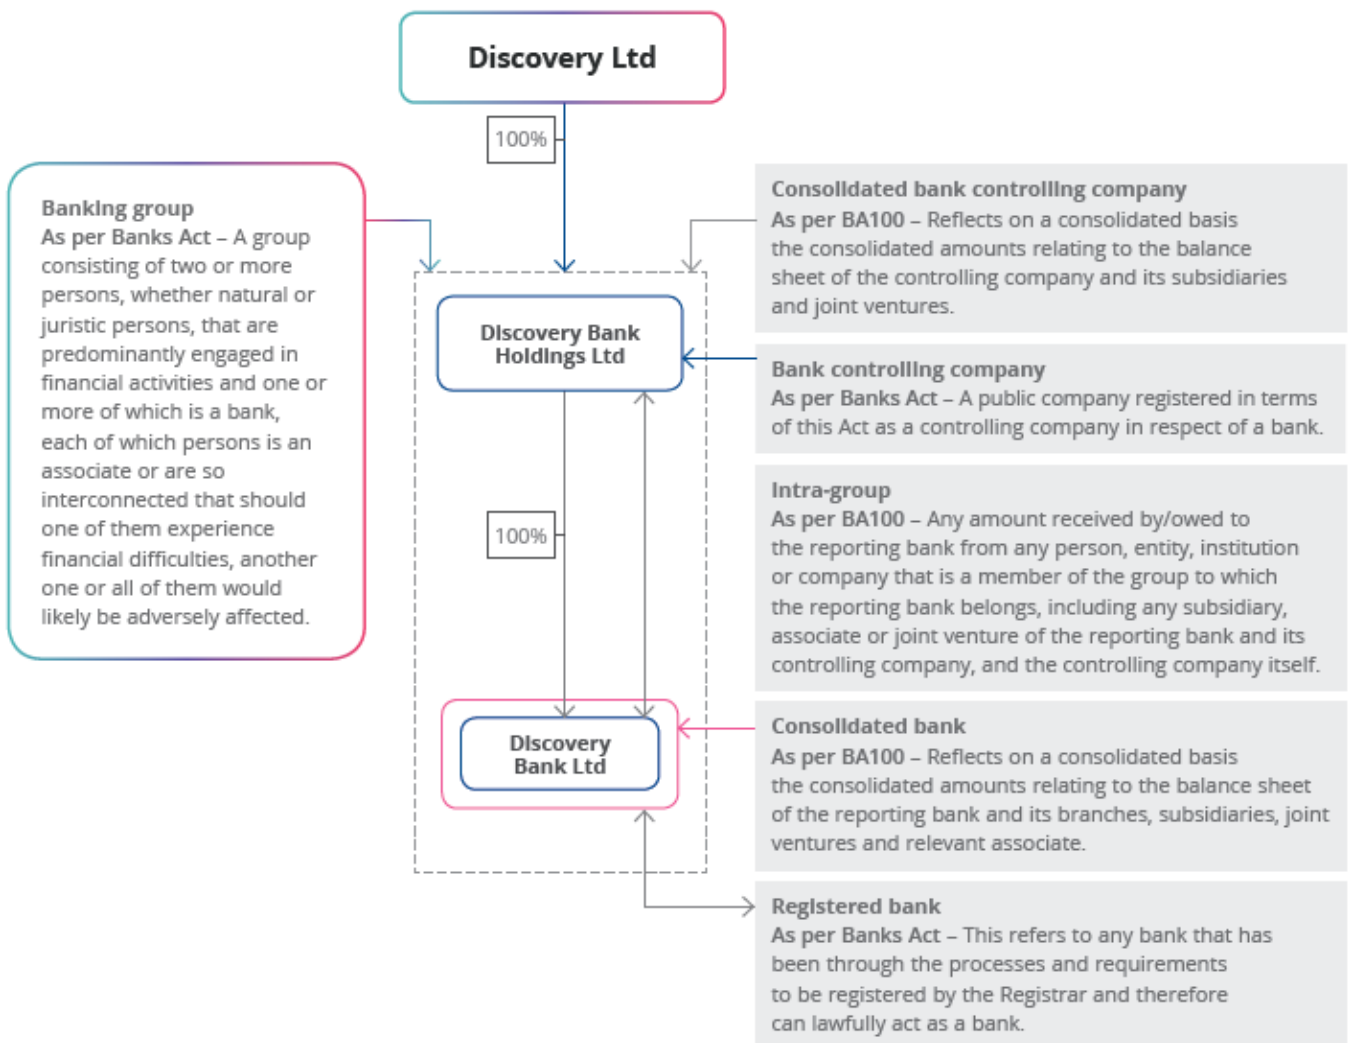 Discovery Ltd
100%
Banking group
As per Banks Act – A group
consisting of two or more
persons, whether natural or
juristic persons, that are
predominantly engaged in
financial activities and one or
more of which is a bank,
each of which persons is an
associate or are so
interconnected that should
one of them experience
financial difficulties, another
one or all of them would
likely be adversely affected.
Discovery Bank
Holdings Ltd
100%
Discovery
Bank Ltd
Consolidated bank controlling company
As per BA100 – Reflects on a consolidated basis
the consolidated amounts relating to the balance
sheet of the controlling company and its subsidiaries
and joint ventures.
Bank controlling company
As per Banks Act – A public company registered in terms
of this Act as a controlling company in respect of a bank.
Intra-group
As per BA100 – Any amount received by/owed to
the reporting bank from any person, entity, institution
or company that is a member of the group to which
the reporting bank belongs, including any subsidiary,
associate or joint venture of the reporting bank and its
controlling company, and the controlling company itself.
Consolidated bank
As per BA100 – Reflects on a consolidated basis
the consolidated amounts relating to the balance sheet
of the reporting bank and its branches, subsidiaries, joint
ventures and relevant associate.
Registered bank
As per Banks Act – This refers to any bank that has
been through the processes and requirements
to be registered by the Registrar and therefore
can lawfully act as a bank.